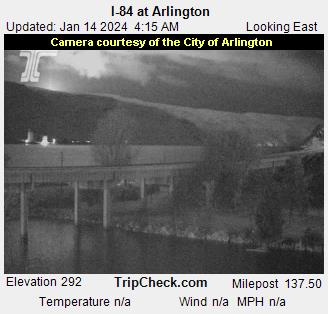 I-84 at Arlington
Updated: Jan 14 2024 4:15 AM Looking East
Camera courtesy of the City of Arlington
Elevation 292 TripCheck.com Milepost 137.50
Temperature n/a Wind n/a MPH n/a